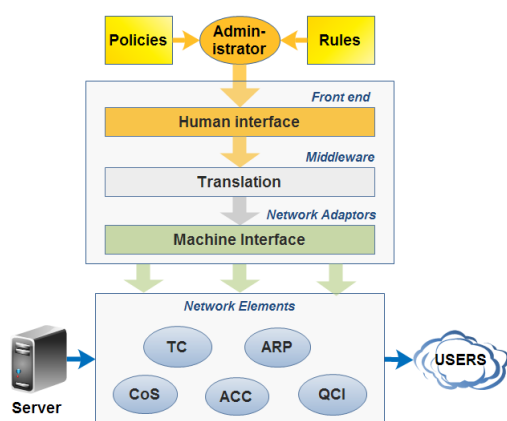 Policies
Admin-
istrator
Rules
Front end
Human interface
Middleware
Translation
Network Adaptors
Machine Interface
Network Elements
TC
ARP
CoS
ACC
QCI
Server
USERS